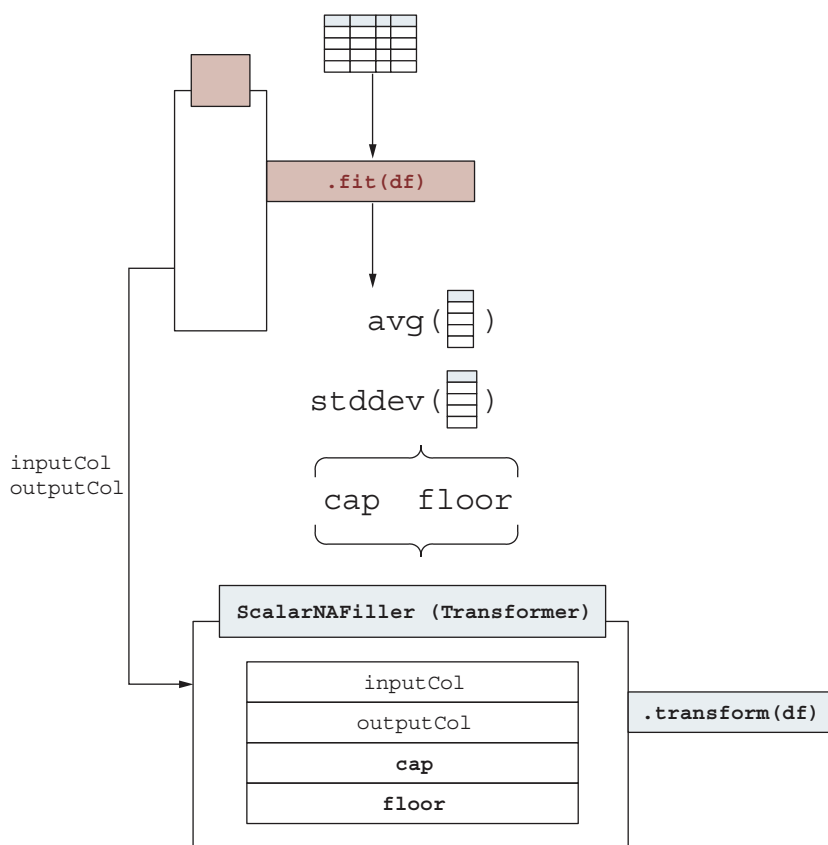 .fit(df)
avg( )
stddev( )
inputCol
outputCol
cap floor
ScalarNAFiller (Transformer)
inputCol
outputCol
.transform(df)
cap
floor